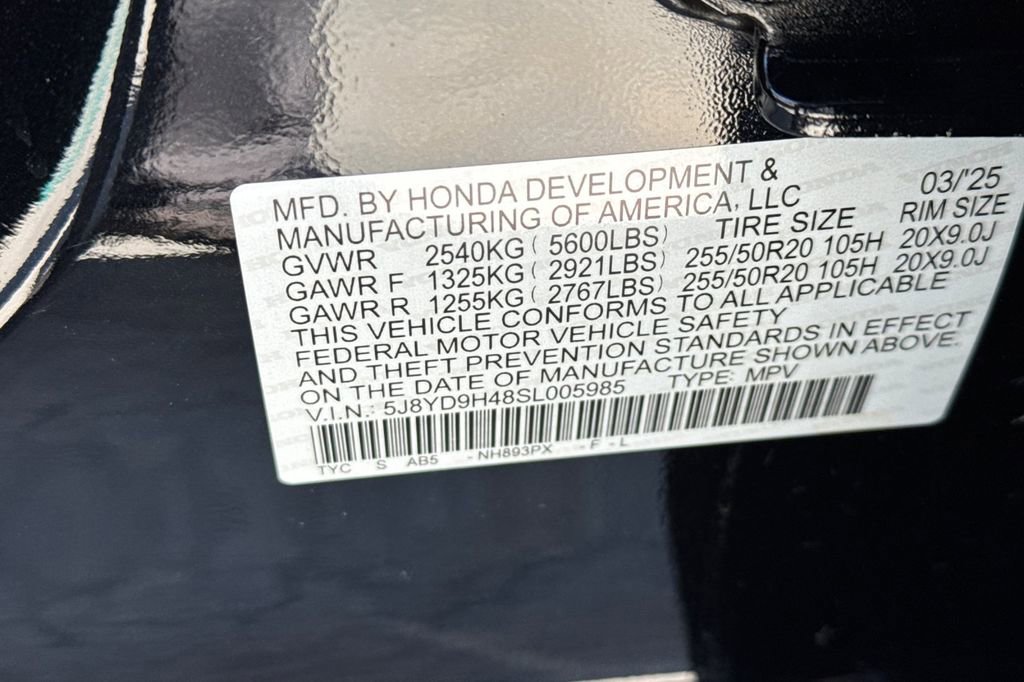 MFD. BY HONDA DEVELOPMENT & 03/'25
MANUFACTURING OF AMERICA, LLC TIRE SIZE RIM SIZE
GVWR 2540KG ( 5600LBS)
GAWR F 1325KG ( 2921LBS) 255/50R20 105H 20X9.0J
GAWR R 1255KG ( 2767LBS) 255/50R20 105H 20X9.0J
THIS VEHICLE CONFORMS TO ALL APPLICABLE
FEDERAL MOTOR VEHICLE SAFETY
AND THEFT PREVENTION STANDARDS IN EFFECT
ON THE DATE OF MANUFACTURE SHOWN ABOVE.
V.I.N.: 5J8YD9H48SL005985 TYPE: MPV
TYC S AB5 -NH893PX -F -L